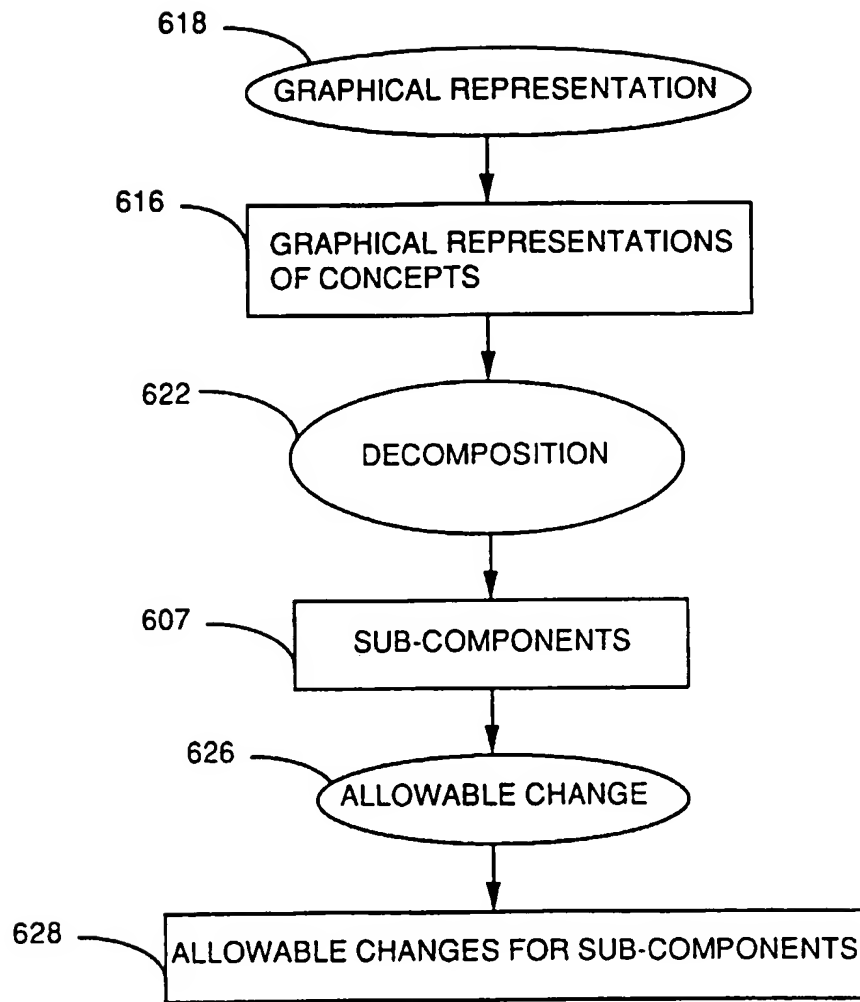 618
GRAPHICAL REPRESENTATION
616
GRAPHICAL REPRESENTATIONS
OF CONCEPTS
622
DECOMPOSITION
607
SUB-COMPONENTS
626
ALLOWABLE CHANGE
628
ALLOWABLE CHANGES FOR SUB-COMPONENTS